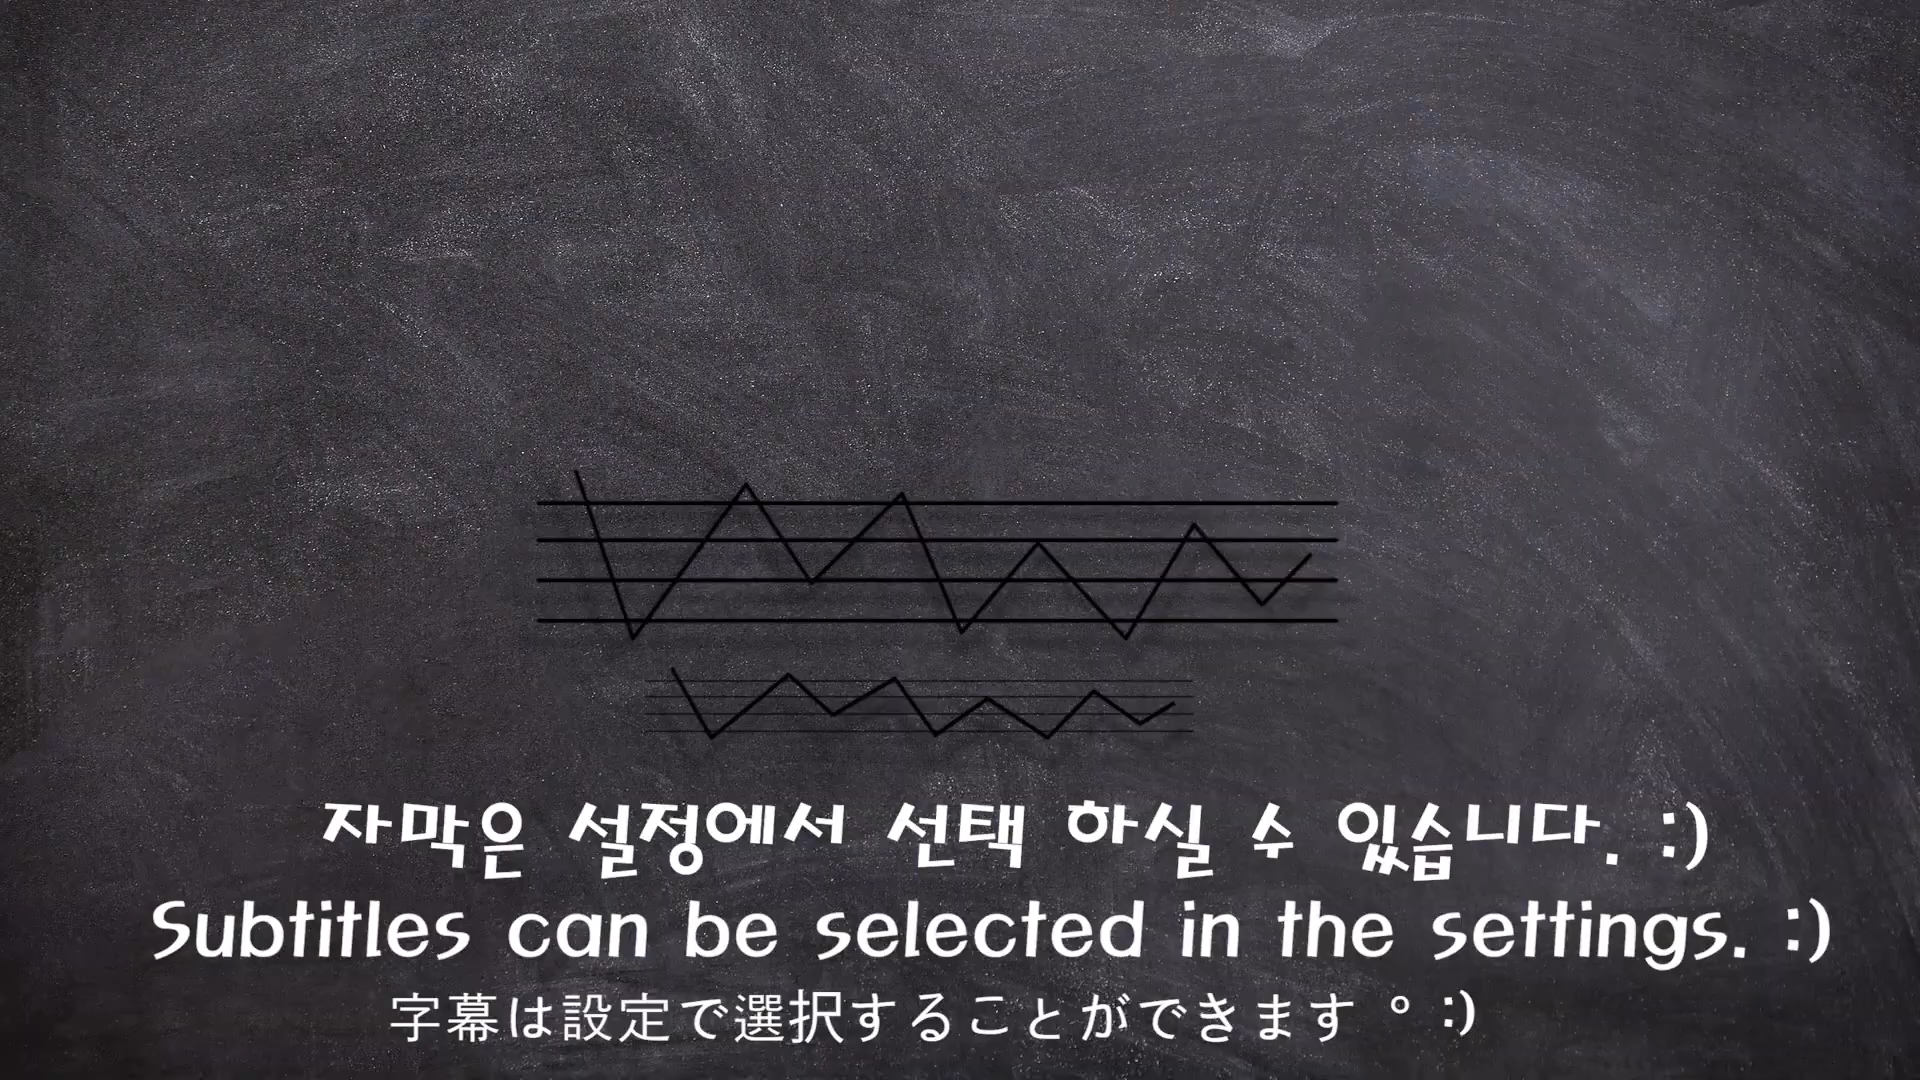 자막은 설정에서 선택 하실 수 있습니다. :)
Subtitles can be selected in the settings. :)
字幕は設定で選択することができます 。:)